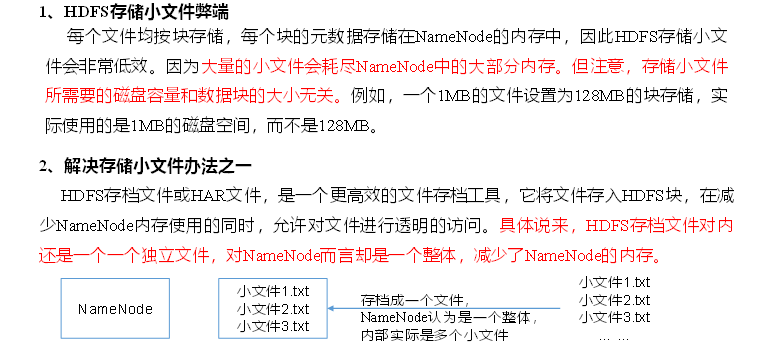 1、HDFS存储小文件弊端
每个文件均按块存储，每个块的元数据存储在NameNode的内存中，因此HDFS存储小文
件会非常低效。因为大量的小文件会耗尽NameNode中的大部分内存。但注意，存储小文件
所需要的磁盘容量和数据块的大小无关。例如，一个1MB的文件设置为128MB的块存储，实
际使用的是1MB的磁盘空间，而不是128MB。
2、解决存储小文件办法之一
HDFS存档文件或HAR文件，是一个更高效的文件存档工具，它将文件存入HDFS块，在减
少NameNode内存使用的同时，允许对文件进行透明的访问。具体说来，HDFS存档文件对内
还是一个一个独立文件，对NameNode而言却是一个整体，减少了NameNode的内存。
NameNode
小文件1.txt
小文件2.txt
小文件3.txt
存档成一个文件，
NameNode认为是一个整体，
内部实际是多个小文件
小文件1.txt
小文件2.txt
小文件3.txt
... ...